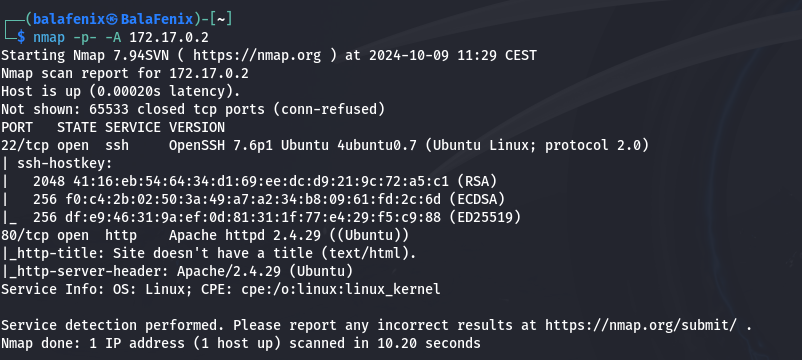 ┌──(balafenix㉿BalaFenix)-[~]
└─$ nmap -p- -A 172.17.0.2
Starting Nmap 7.94SVN ( https://nmap.org ) at 2024-10-09 11:29 CEST
Nmap scan report for 172.17.0.2
Host is up (0.00020s latency).
Not shown: 65533 closed tcp ports (conn-refused)
PORT   STATE SERVICE VERSION
22/tcp open  ssh     OpenSSH 7.6p1 Ubuntu 4ubuntu0.7 (Ubuntu Linux; protocol 2.0)
| ssh-hostkey:
|   2048 41:16:eb:54:64:34:d1:69:ee:dc:d9:21:9c:72:a5:c1 (RSA)
|   256 f0:c4:2b:02:50:3a:49:a7:a2:34:b8:09:61:fd:2c:6d (ECDSA)
|_  256 df:e9:46:31:9a:ef:0d:81:31:1f:77:e4:29:f5:c9:88 (ED25519)
80/tcp open  http    Apache httpd 2.4.29 ((Ubuntu))
|_http-title: Site doesn't have a title (text/html).
|_http-server-header: Apache/2.4.29 (Ubuntu)
Service Info: OS: Linux; CPE: cpe:/o:linux:linux_kernel
Service detection performed. Please report any incorrect results at https://nmap.org/submit/ .
Nmap done: 1 IP address (1 host up) scanned in 10.20 seconds